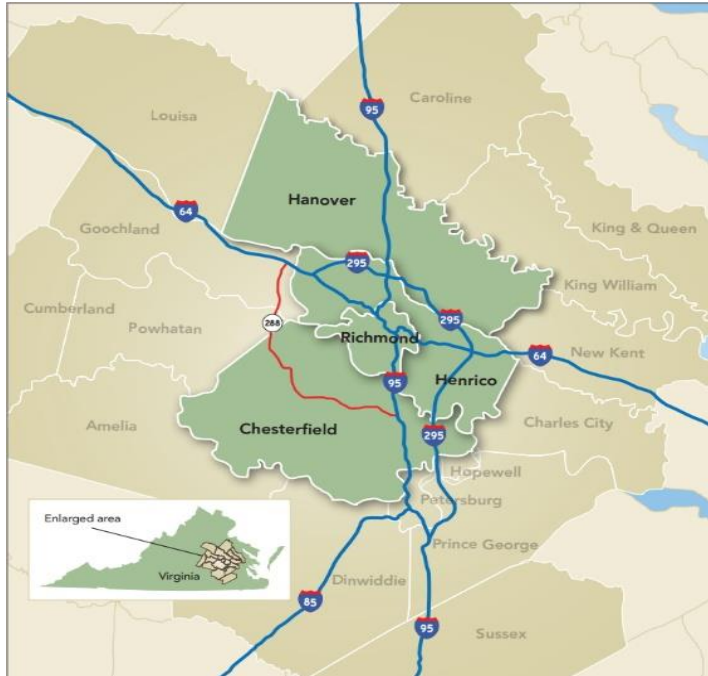 95
Caroline
Louisa
Hanover
64
Goochland
King & Queen
295
King William
Cumberland
288
Powhatan
295
Richmond
64
New Kent
95
Henrico
Amelia
Chesterfield
295
Charles City
Hopewell
Petersburg
Enlarged area
Prince George
Virginia
Dinwiddie
85
95
Sussex